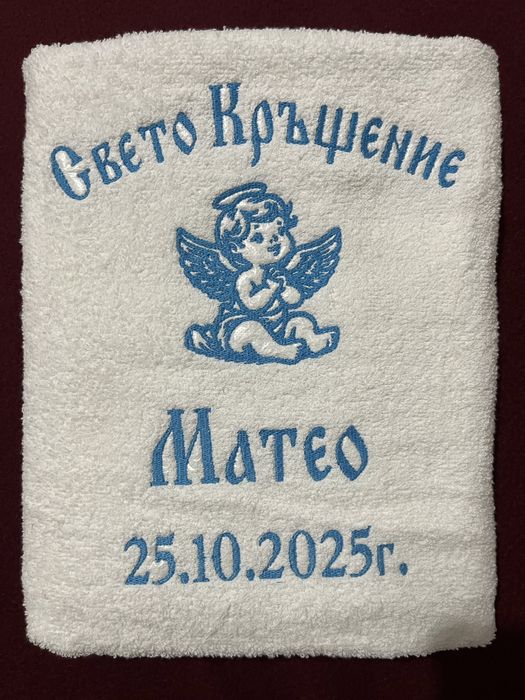 Свето Кръщение
Матео
25.10.2025г.